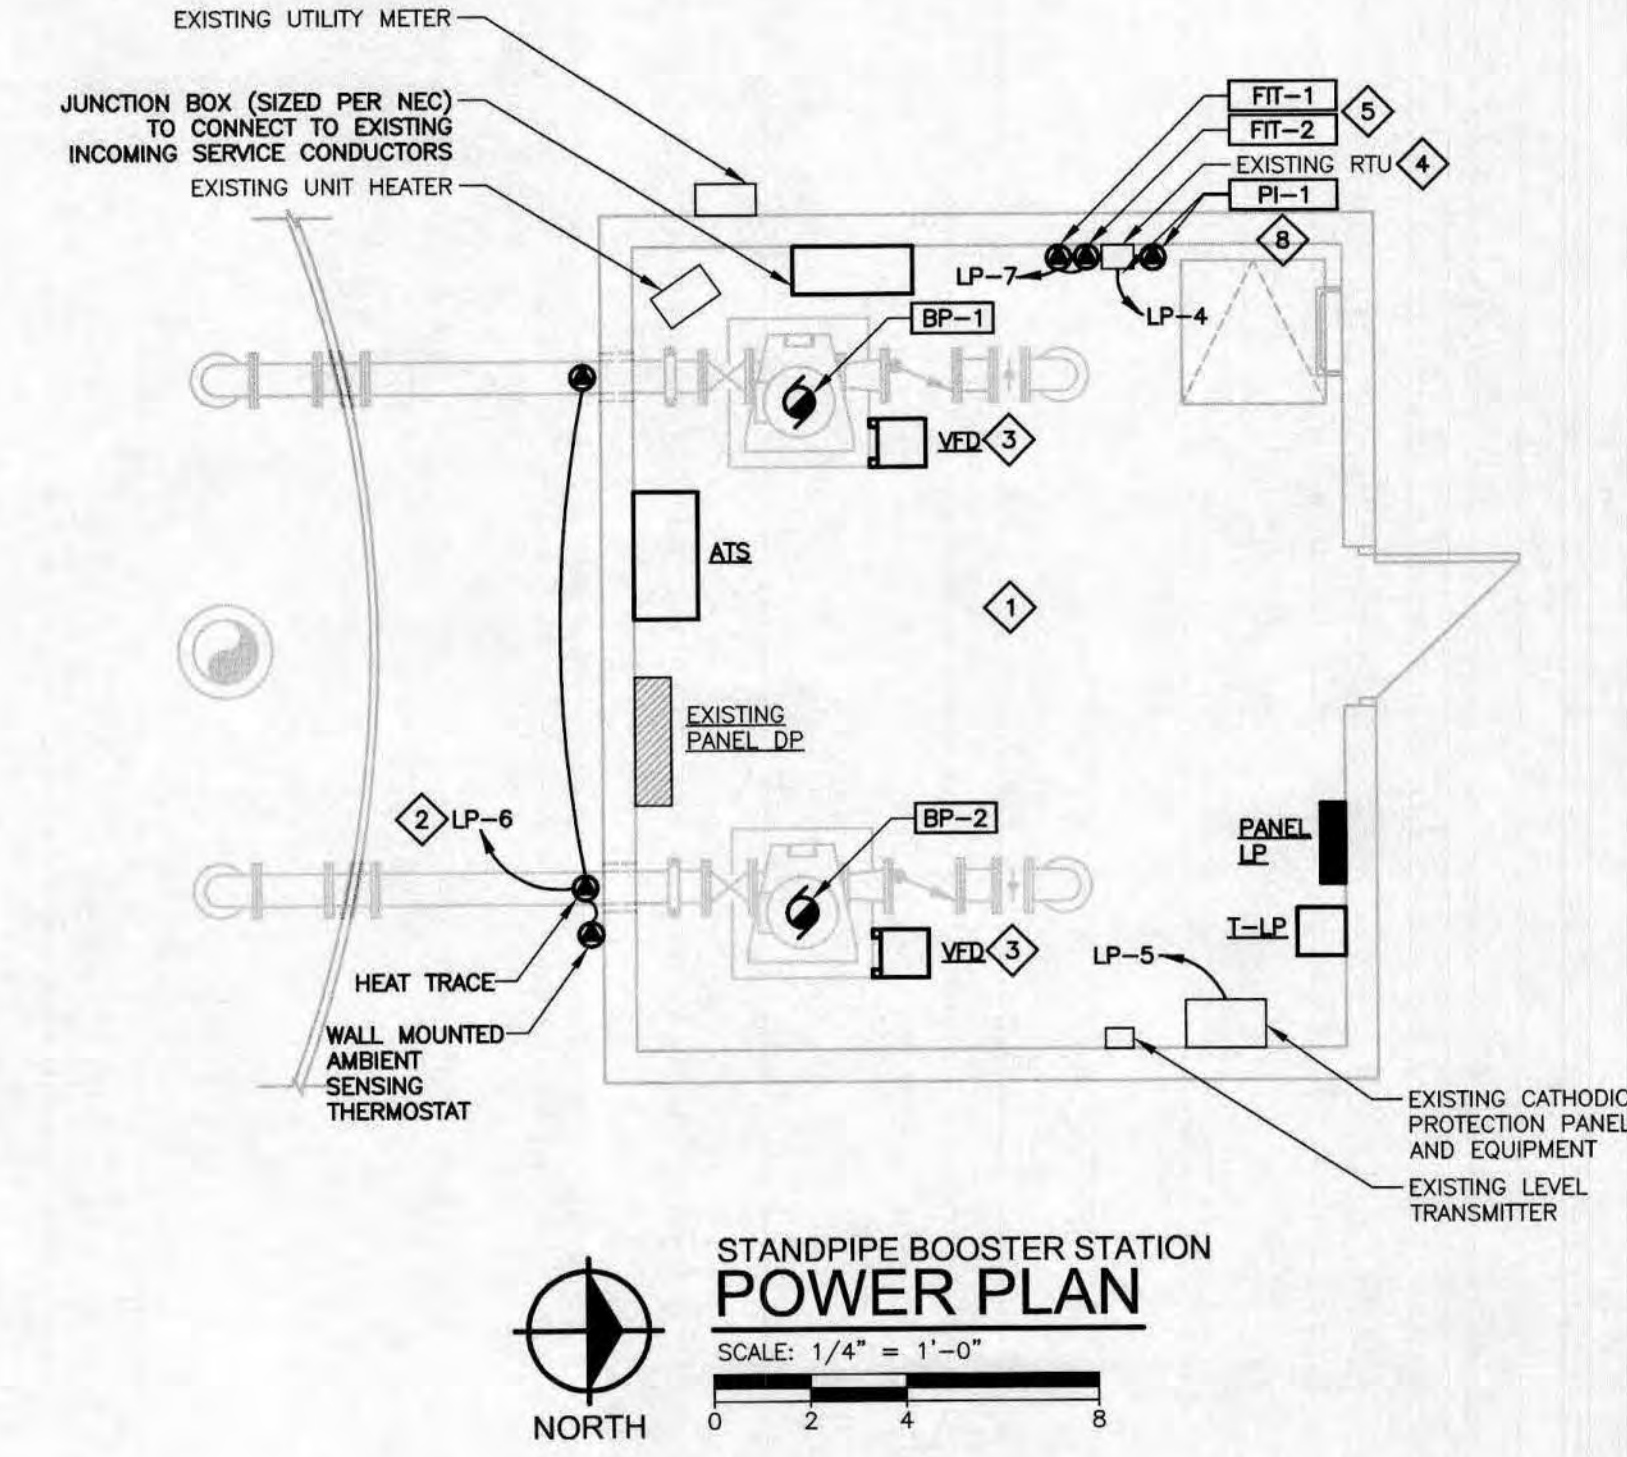 EXISTING UTILITY METER
JUNCTION BOX (SIZED PER NEC)
TO CONNECT TO EXISTING
INCOMING SERVICE CONDUCTORS
EXISTING UNIT HEATER
FIT-1
5
FIT-2
EXISTING RTU
4
PI-1
8
LP-7
LP-4
BP-1
VFD
3
ATS
1
EXISTING
PANEL DP
2
LP-6
BP-2
PANEL
LP
T-LP
VFD
3
LP-5
HEAT TRACE
WALL MOUNTED
AMBIENT
SENSING
THERMOSTAT
EXISTING CATHODIC
PROTECTION PANEL
AND EQUIPMENT
EXISTING LEVEL
TRANSMITTER
STANDPIPE BOOSTER STATION
POWER PLAN
SCALE: 1/4" = 1'-0"
0 2 4 8
NORTH